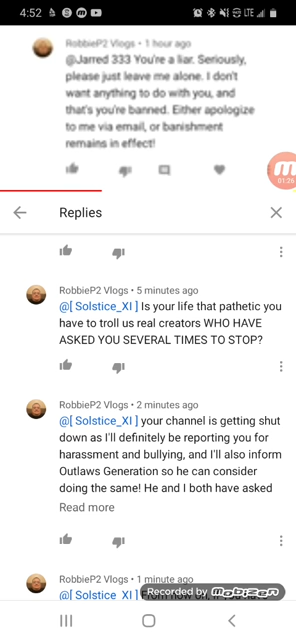 4:52
LTE
RobbieP2 Vlogs • 1 hour ago
@Jarred 333 You're a liar. Seriously,
please just leave me alone. I don't
want anything to do with you, and
that's you're banned. Either apologize
to me via email, or banishment
remains in effect!
01:26
Replies
RobbieP2 Vlogs • 5 minutes ago
@[ Solstice_XI ] Is your life that pathetic you
have to troll us real creators WHO HAVE
ASKED YOU SEVERAL TIMES TO STOP?
RobbieP2 Vlogs • 2 minutes ago
@[ Solstice_XI ] your channel is getting shut
down as I'll definitely be reporting you for
harassment and bullying, and I'll also inform
Outlaws Generation so he can consider
doing the same! He and I both have asked
Read more
RobbieP2 Vlogs • 1 minute ago
Recorded by Mobizen
@[ Solstice_XI ] From now on,